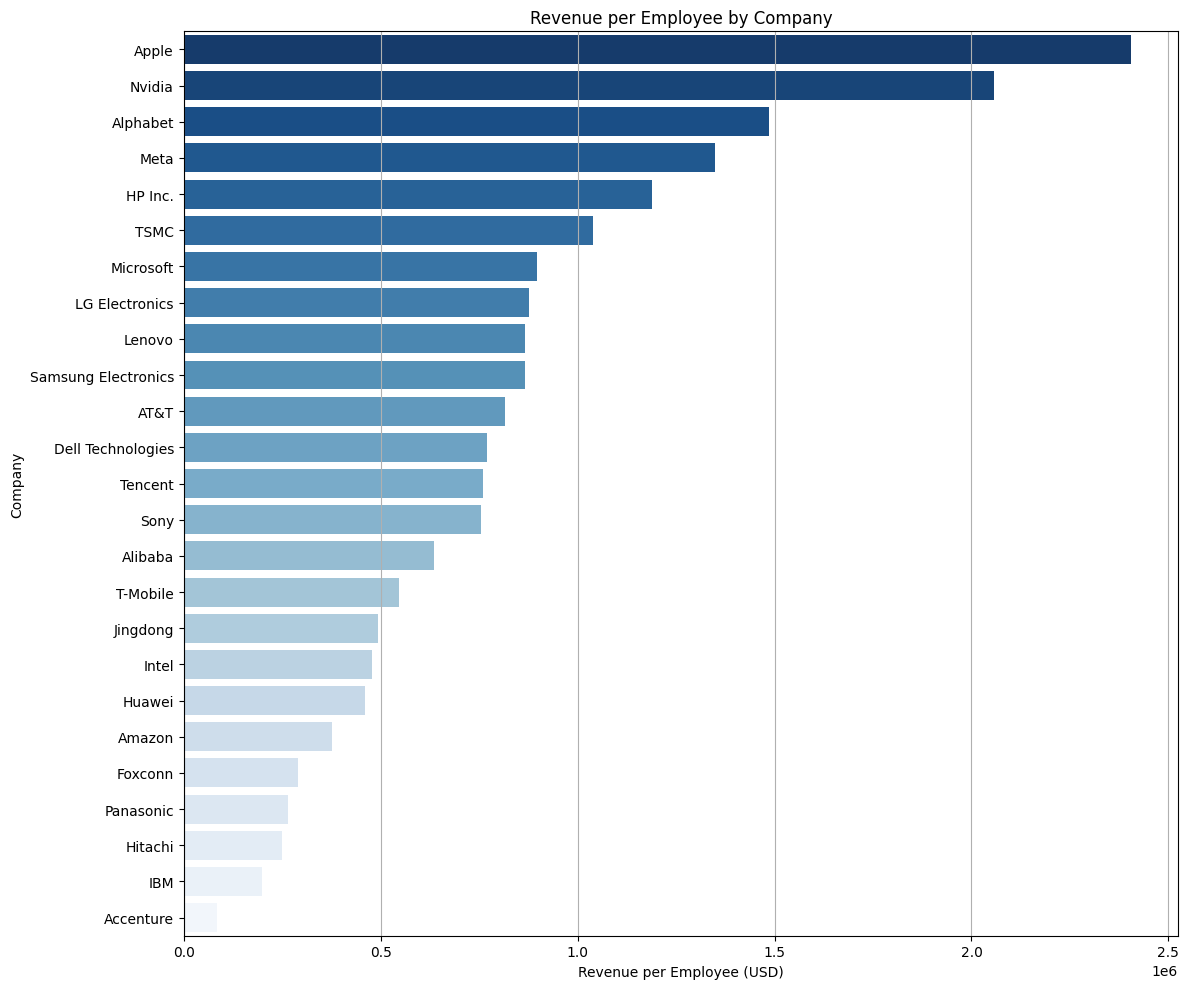 Revenue per Employee by Company
Company
Apple
Nvidia
Alphabet
Meta
HP Inc.
TSMC
Microsoft
LG Electronics
Lenovo
Samsung Electronics
AT&T
Dell Technologies
Tencent
Sony
Alibaba
T-Mobile
Jingdong
Intel
Huawei
Amazon
Foxconn
Panasonic
Hitachi
IBM
Accenture
0.0 0.5 1.0 1.5 2.0 2.5
1e6
Revenue per Employee (USD)